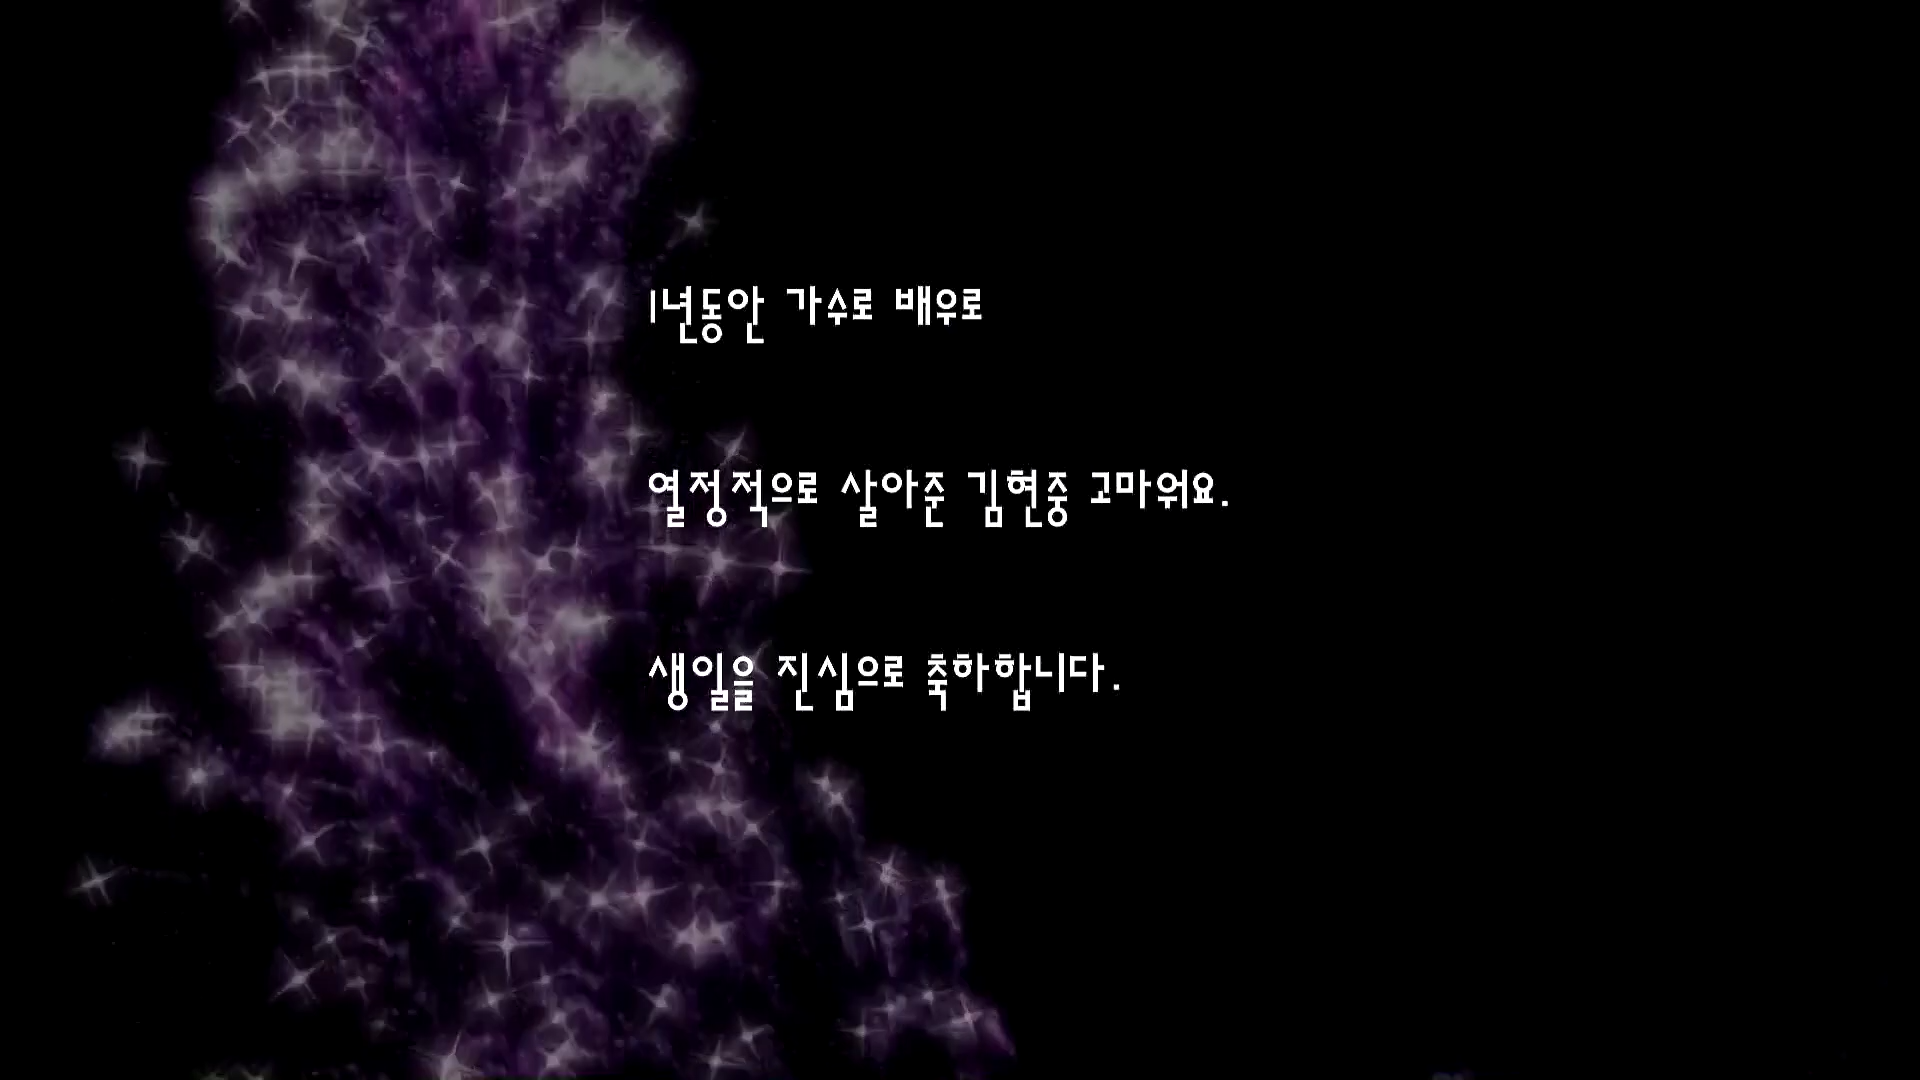 1년동안 가수로 배우로
열정적으로 살아준 김현중 고마워요.
생일을 진심으로 축하합니다.